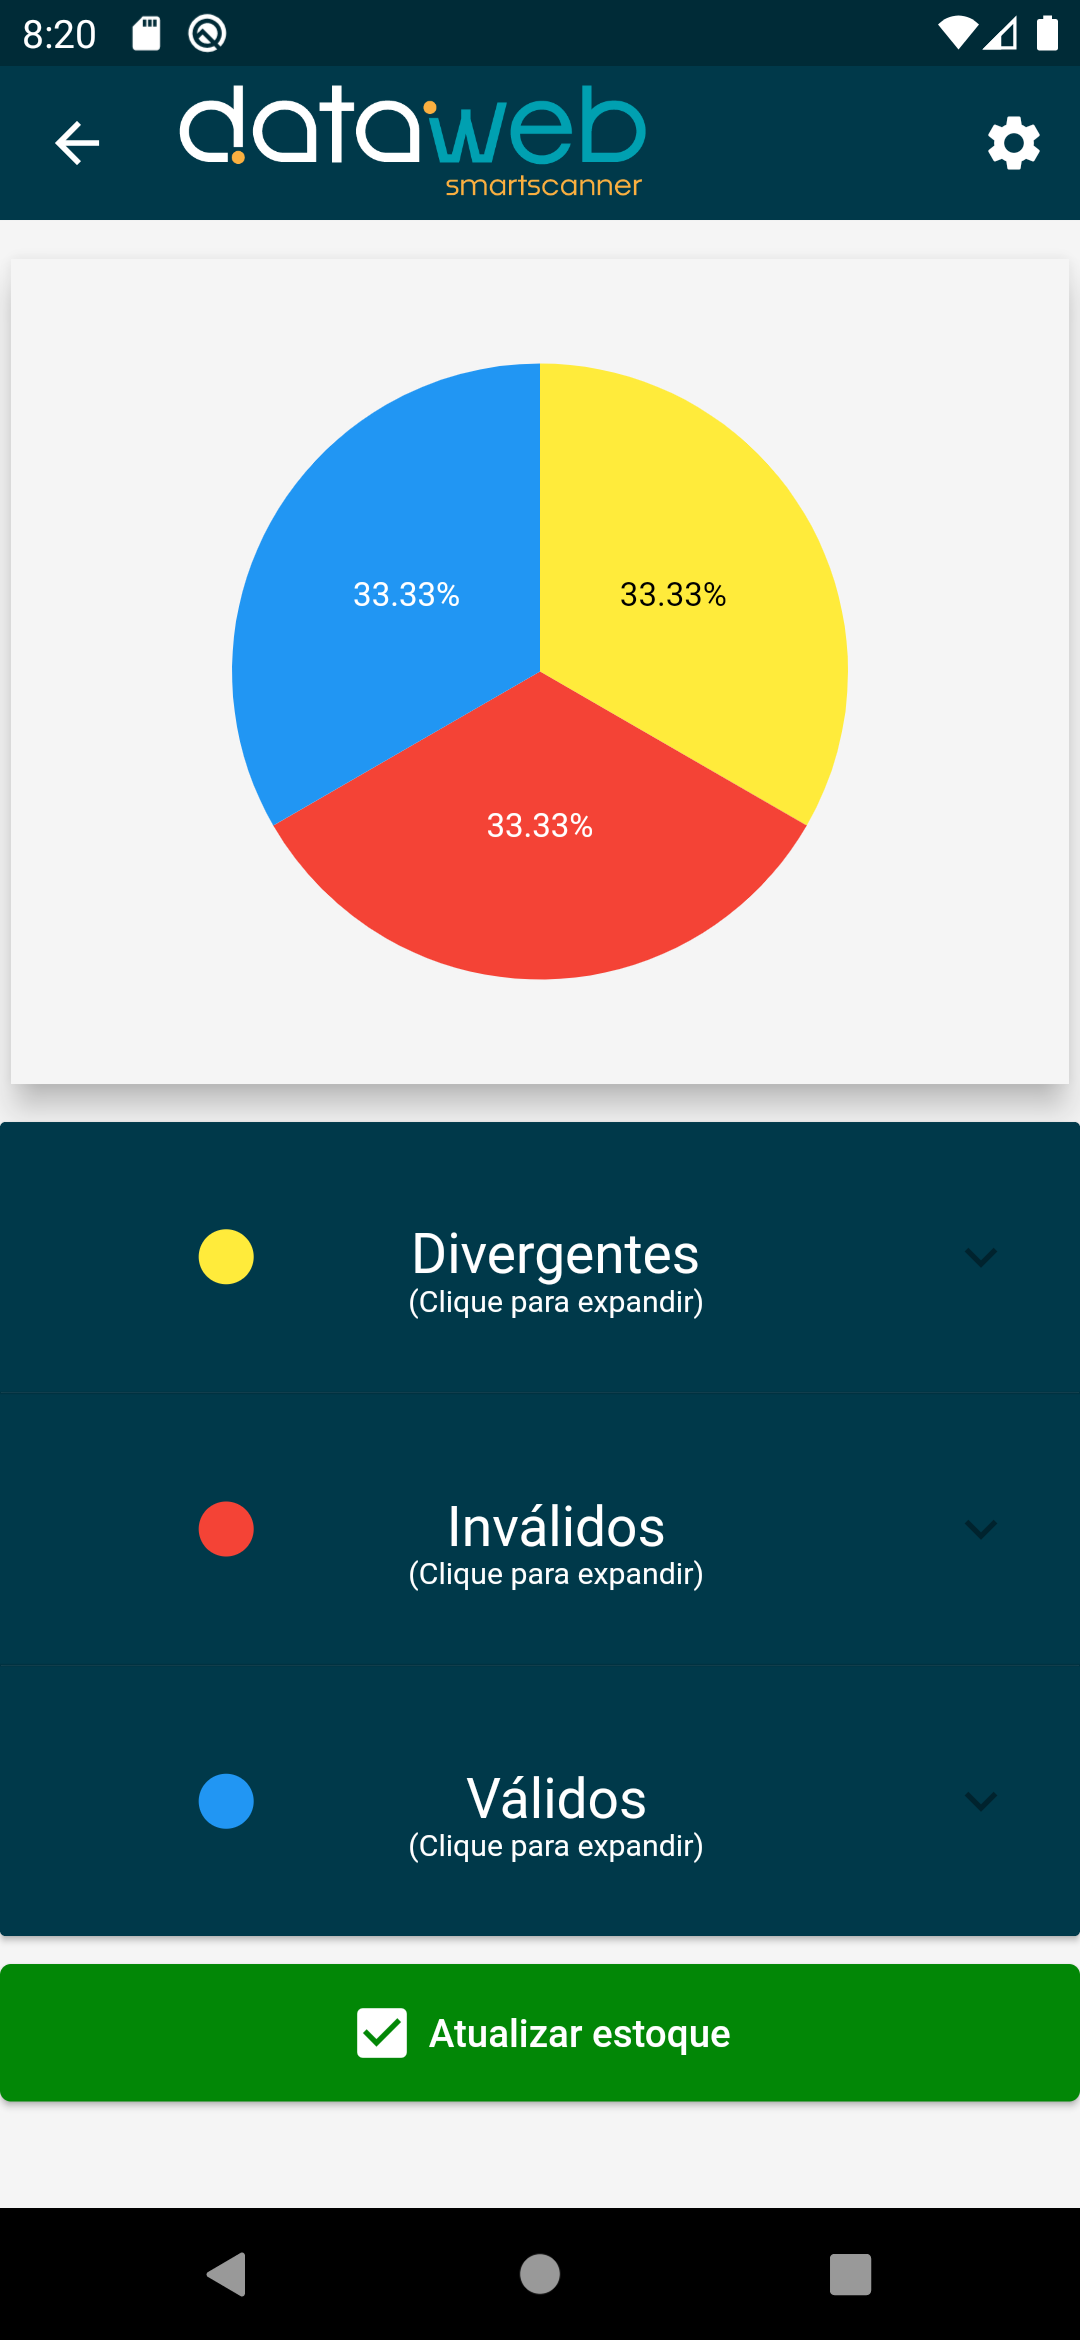 8:20
dataweb
smartscanner
33.33%
33.33%
33.33%
Divergentes
(Clique para expandir)
Inválidos
(Clique para expandir)
Válidos
(Clique para expandir)
Atualizar estoque